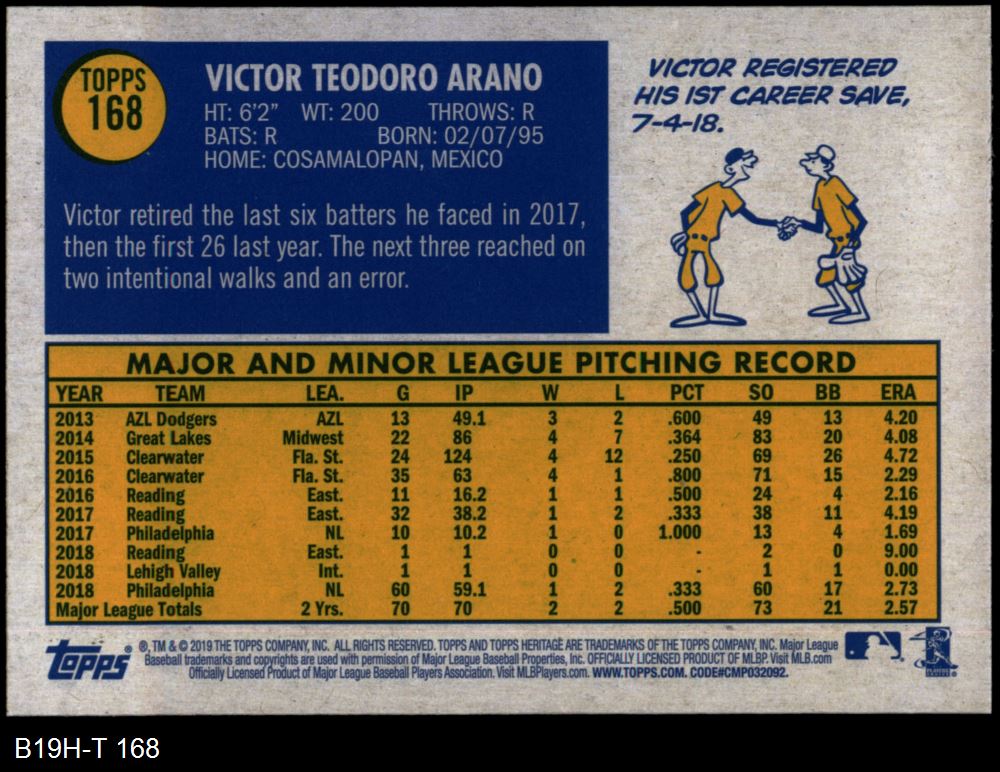 TOPPS
168
VICTOR TEODORO ARANO
HT: 6'2" WT: 200 THROWS: R
BATS: R BORN: 02/07/95
HOME: COSAMALOPAN, MEXICO
Victor retired the last six batters he faced in 2017,
then the first 26 last year. The next three reached on
two intentional walks and an error.
VICTOR REGISTERED
HIS 1ST CAREER SAVE,
7-4-18.
MAJOR AND MINOR LEAGUE PITCHING RECORD
YEAR TEAM LEA. G IP W L PCT SO BB ERA
2013 AZL Dodgers AZL 13 49.1 3 2 .600 49 13 4.20
2014 Great Lakes Midwest 22 86 4 7 .364 83 20 4.08
2015 Clearwater Fla. St. 24 124 4 12 .250 69 26 4.72
2016 Clearwater Fla. St. 35 63 4 1 .800 71 15 2.29
2016 Reading East. 11 16.2 1 1 .500 24 4 2.16
2017 Reading East. 32 38.2 1 2 .333 38 11 4.19
2017 Philadelphia NL 10 10.2 1 0 1.000 13 4 1.69
2018 Reading East. 1 1 0 0 - 2 0 9.00
2018 Lehigh Valley Int. 1 1 0 0 - 1 1 0.00
2018 Philadelphia NL 60 59.1 1 2 .333 60 17 2.73
Major League Totals 2 Yrs. 70 70 2 2 .500 73 21 2.57
topps®
®, TM & © 2019 THE TOPPS COMPANY, INC. ALL RIGHTS RESERVED. TOPPS AND TOPPS HERITAGE ARE TRADEMARKS OF THE TOPPS COMPANY, INC. Major League
Baseball trademarks and copyrights are used with permission of Major League Baseball Properties, Inc. OFFICIALLY LICENSED PRODUCT OF MLBP. Visit MLB.com
Officially Licensed Product of Major League Baseball Players Association. Visit MLBPlayers.com. WWW.TOPPS.COM. CODE#CMP032092.
B19H-T 168